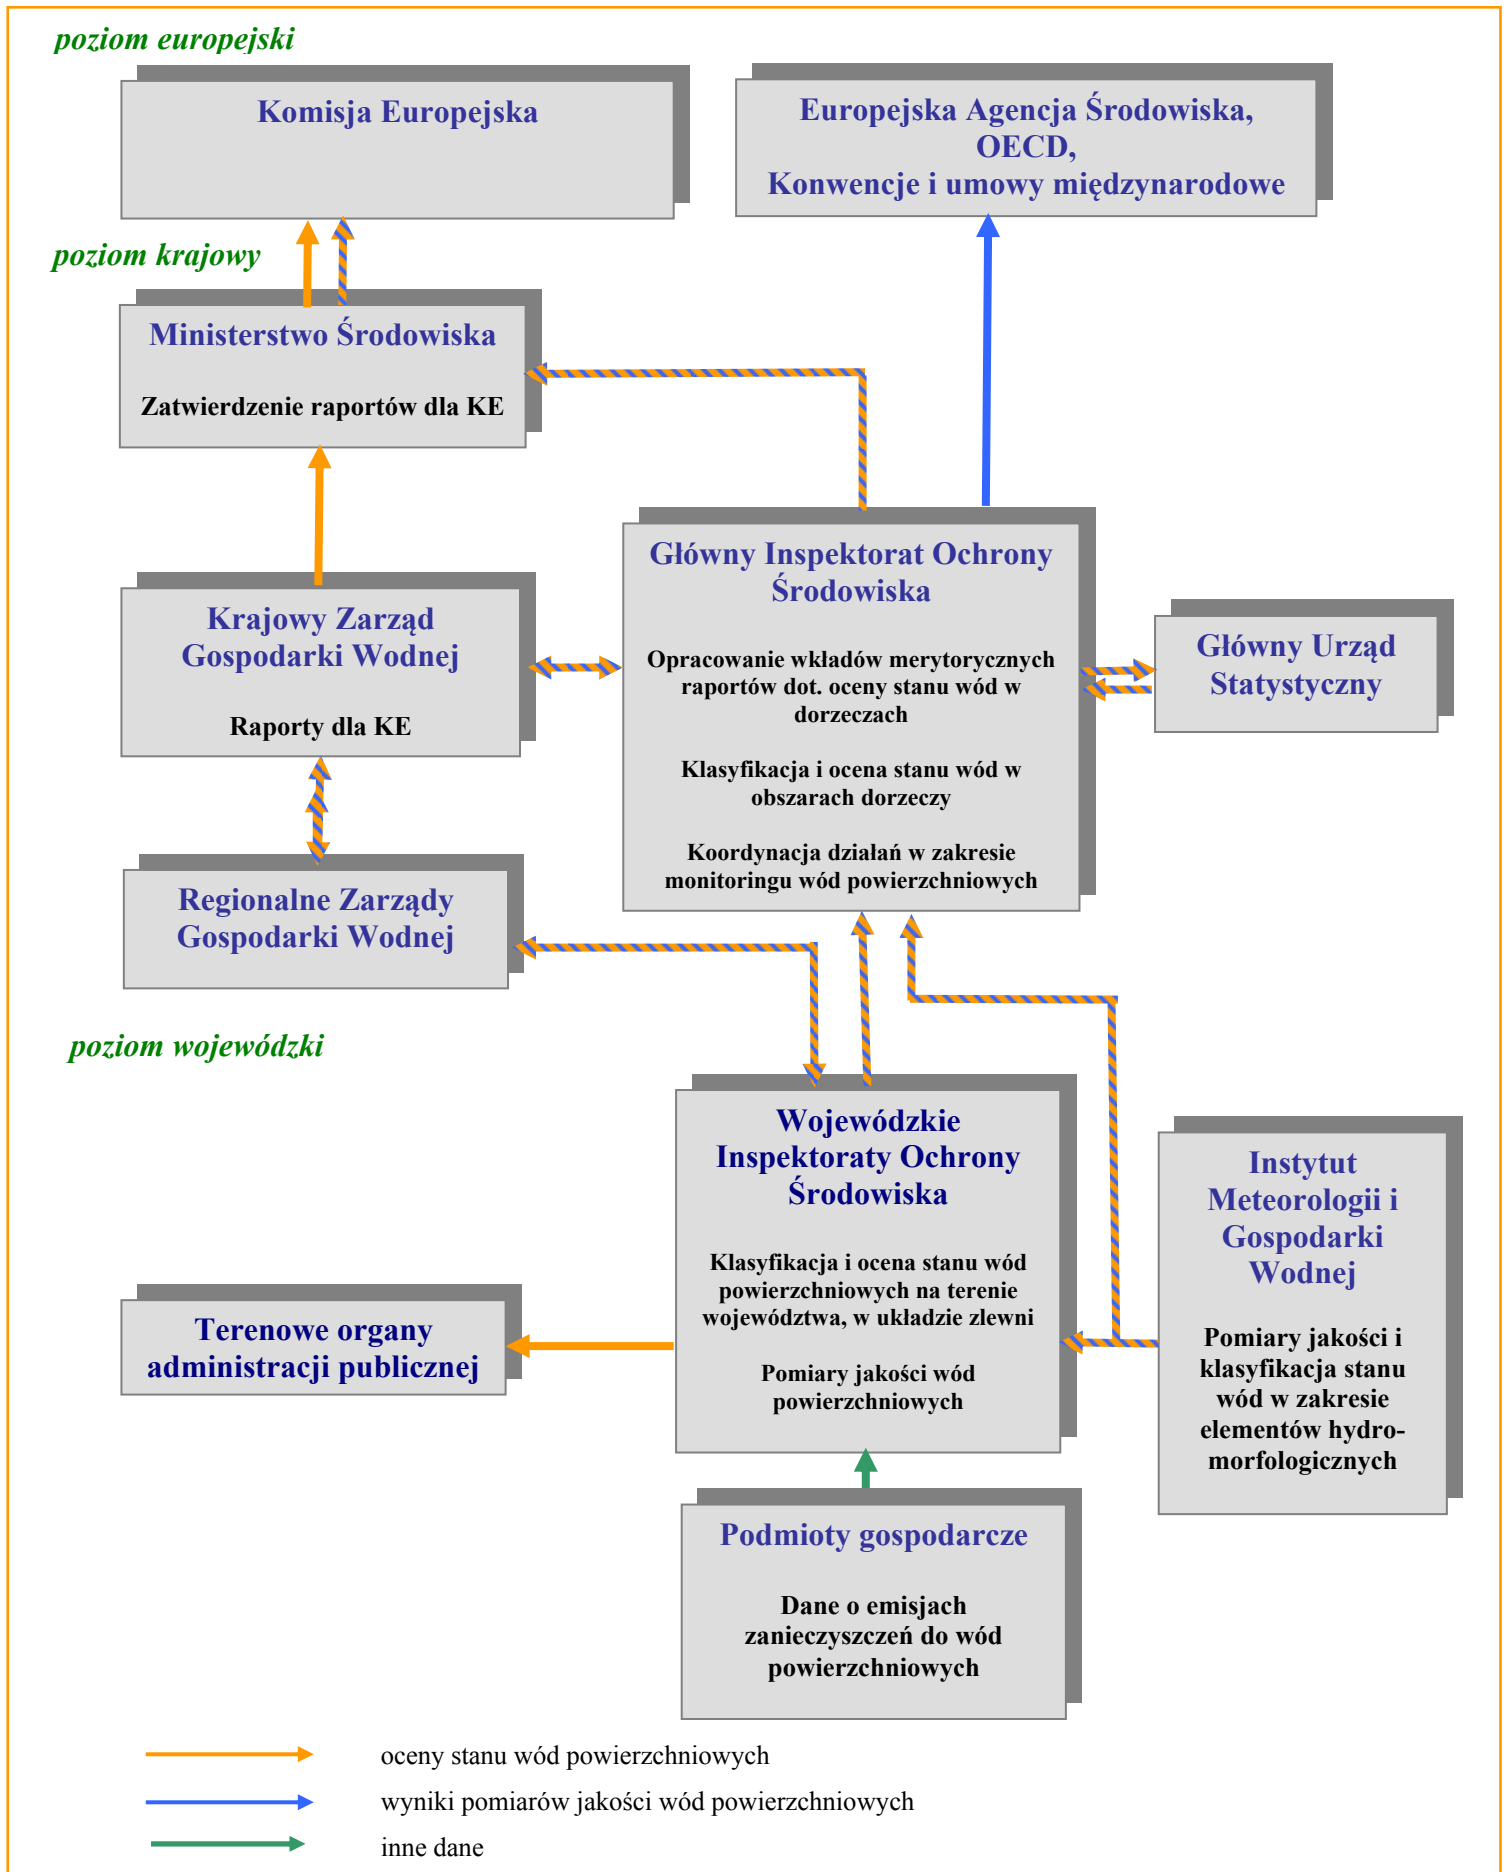 poziom europejski
Komisja Europejska
Europejska Agencja Środowiska,
OECD,
Konwencje i umowy międzynarodowe
poziom krajowy
Ministerstwo Środowiska
Zatwierdzenie raportów dla KE
Główny Inspektorat Ochrony
Środowiska
Opracowanie wkładów merytorycznych
raportów dot. oceny stanu wód w
dorzeczach
Klasyfikacja i ocena stanu wód w
obszarach dorzeczy
Koordynacja działań w zakresie
monitoringu wód powierzchniowych
Krajowy Zarząd
Gospodarki Wodnej
Raporty dla KE
Główny Urząd
Statystyczny
Regionalne Zarządy
Gospodarki Wodnej
poziom wojewódzki
Wojewódzkie
Inspektoraty Ochrony
Środowiska
Klasyfikacja i ocena stanu wód
powierzchniowych na terenie
województwa, w układzie zlewni
Pomiary jakości wód
powierzchniowych
Instytut
Meteorologii i
Gospodarki
Wodnej
Pomiary jakości i
klasyfikacja stanu
wód w zakresie
elementów hydro-
morfologicznych
Terenowe organy
administracji publicznej
Podmioty gospodarcze
Dane o emisjach
zanieczyszczeń do wód
powierzchniowych
oceny stanu wód powierzchniowych
wyniki pomiarów jakości wód powierzchniowych
inne dane